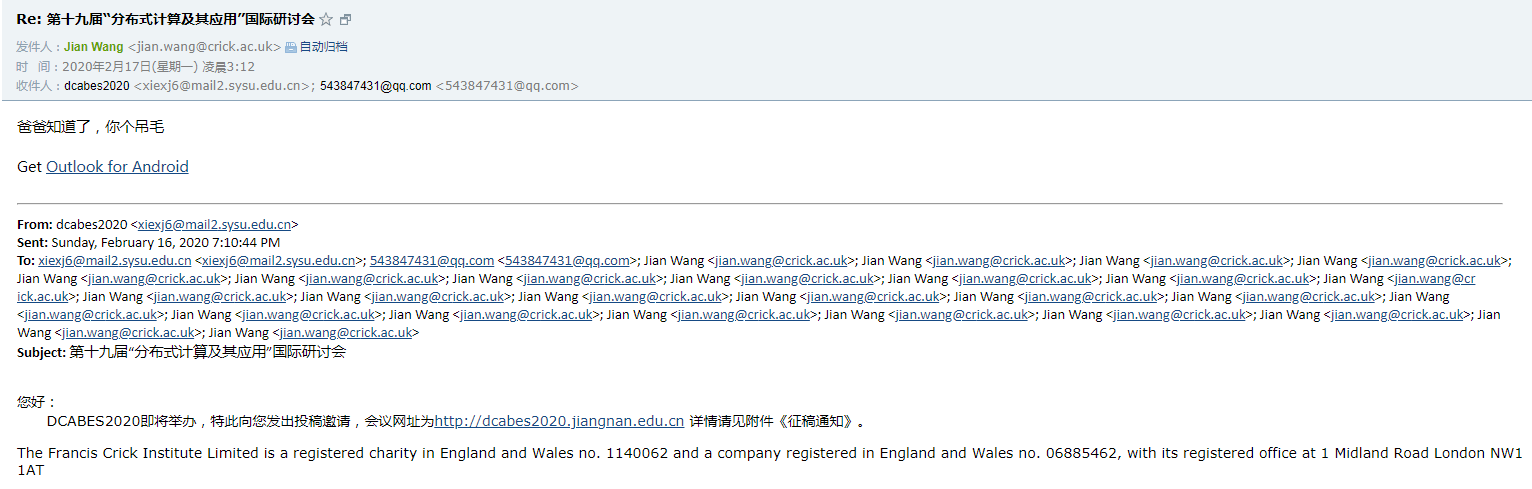 Re: 第十九届“分布式计算及其应用”国际研讨会
发件人：Jian Wang <jian.wang@crick.ac.uk> 自动归档
时 间：2020年2月17日(星期一) 凌晨3:12
收件人：dcabes2020 <xiexj6@mail2.sysu.edu.cn>; 543847431@qq.com <543847431@qq.com>
爸爸知道了，你个吊毛
Get Outlook for Android
From: dcabes2020 <xiexj6@mail2.sysu.edu.cn>
Sent: Sunday, February 16, 2020 7:10:44 PM
To: xiexj6@mail2.sysu.edu.cn <xiexj6@mail2.sysu.edu.cn>; 543847431@qq.com <543847431@qq.com>; Jian Wang <jian.wang@crick.ac.uk>; Jian Wang <jian.wang@crick.ac.uk>; Jian Wang <jian.wang@crick.ac.uk>; Jian Wang <jian.wang@crick.ac.uk>;
Jian Wang <jian.wang@crick.ac.uk>; Jian Wang <jian.wang@crick.ac.uk>; Jian Wang <jian.wang@crick.ac.uk>; Jian Wang <jian.wang@crick.ac.uk>; Jian Wang <jian.wang@crick.ac.uk>; Jian Wang <jian.wang@crick.ac.uk>; Jian Wang <jian.wang@cr
ick.ac.uk>; Jian Wang <jian.wang@crick.ac.uk>; Jian Wang <jian.wang@crick.ac.uk>; Jian Wang <jian.wang@crick.ac.uk>; Jian Wang <jian.wang@crick.ac.uk>; Jian Wang <jian.wang@crick.ac.uk>; Jian Wang <jian.wang@crick.ac.uk>; Jian Wang
<jian.wang@crick.ac.uk>; Jian Wang <jian.wang@crick.ac.uk>; Jian Wang <jian.wang@crick.ac.uk>; Jian Wang <jian.wang@crick.ac.uk>; Jian Wang <jian.wang@crick.ac.uk>; Jian Wang <jian.wang@crick.ac.uk>; Jian Wang <jian.wang@crick.ac.uk>; Jian
Wang <jian.wang@crick.ac.uk>; Jian Wang <jian.wang@crick.ac.uk>
Subject: 第十九届“分布式计算及其应用”国际研讨会
您好：
DCABES2020即将举办，特此向您发出投稿邀请，会议网址为http://dcabes2020.jiangnan.edu.cn 详情请见附件《征稿通知》。
The Francis Crick Institute Limited is a registered charity in England and Wales no. 1140062 and a company registered in England and Wales no. 06885462, with its registered office at 1 Midland Road London NW1
1AT